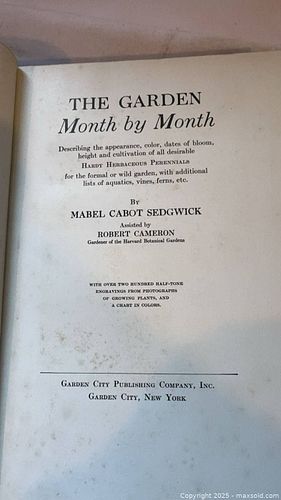 THE GARDEN
Month by Month
Describing the appearance, color, dates of bloom,
height and cultivation of all desirable
HARDY HERBACEOUS PERENNIALS
for the formal or wild garden, with additional
lists of aquatics, vines, ferns, etc.
BY
MABEL CABOT SEDGWICK
Assisted by
ROBERT CAMERON
Gardener of the Harvard Botanical Gardens
WITH OVER TWO HUNDRED HALF-TONE
ENGRAVINGS FROM PHOTOGRAPHS
OF GROWING PLANTS, AND
A CHART IN COLORS.
GARDEN CITY PUBLISHING COMPANY, INC.
GARDEN CITY, NEW YORK
Copyright © 2025 - maxsold.com